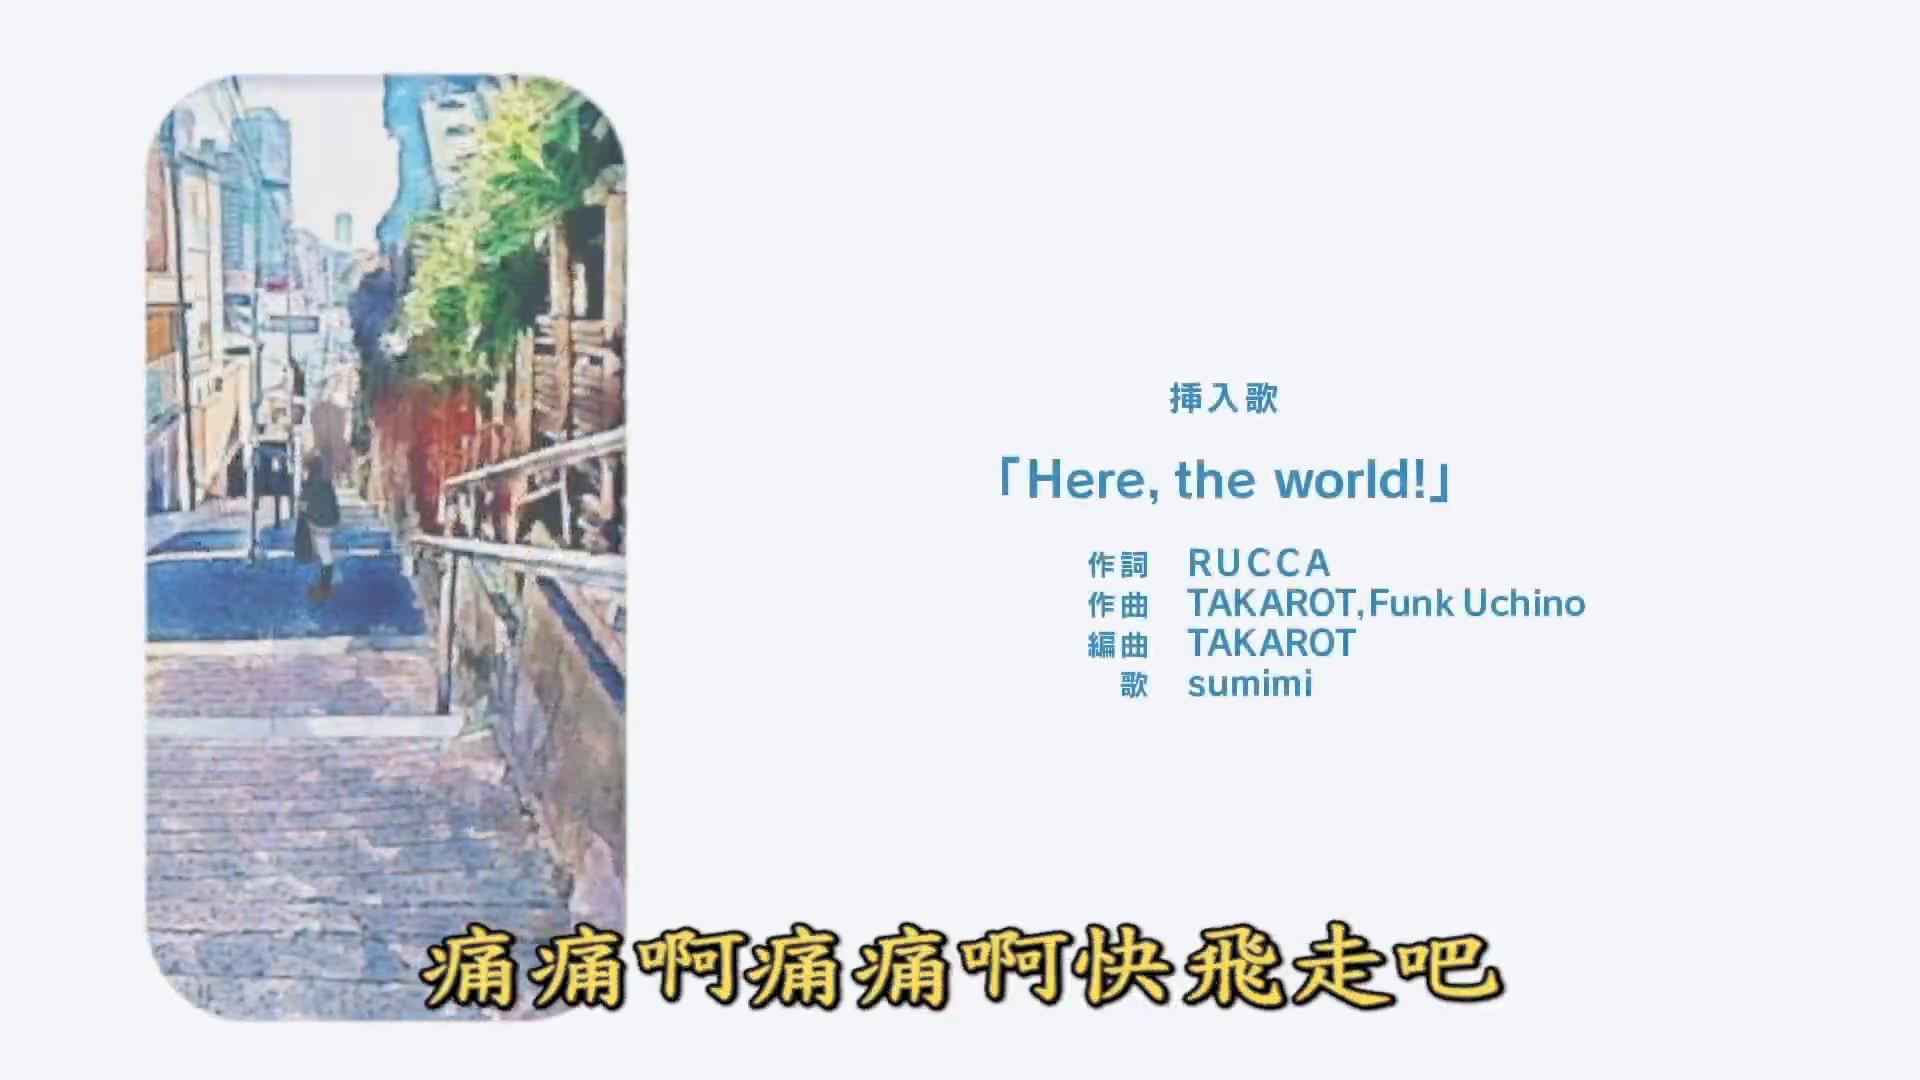 挿入歌
「Here, the world!」
作詞 RUCCA
作曲 TAKAROT,Funk Uchino
編曲 TAKAROT
歌 sumimi
痛痛啊痛痛啊快飛走吧